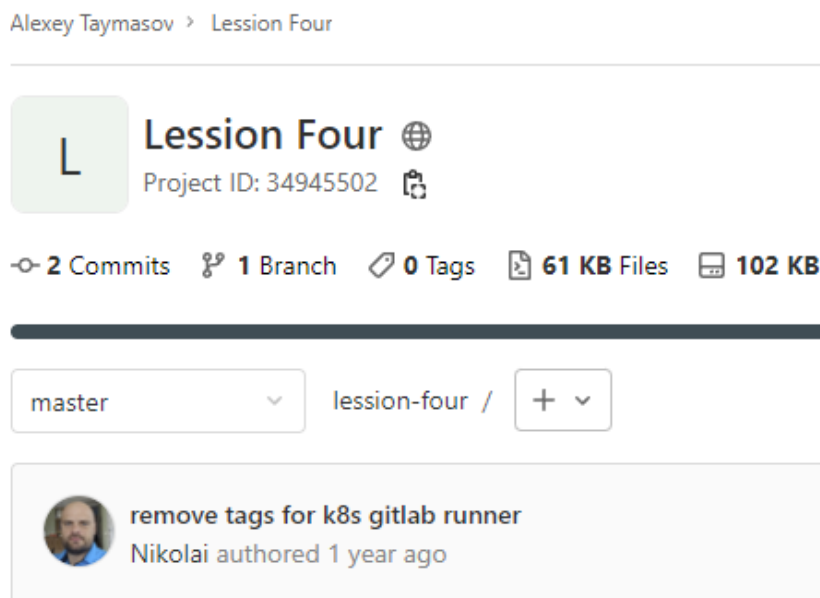 Alexey Taymasov > Lession Four
L
Lession Four
Project ID: 34945502
2 Commits 1 Branch 0 Tags 61 KB Files 102 KB
master lession-four / +
remove tags for k8s gitlab runner
Nikolai authored 1 year ago